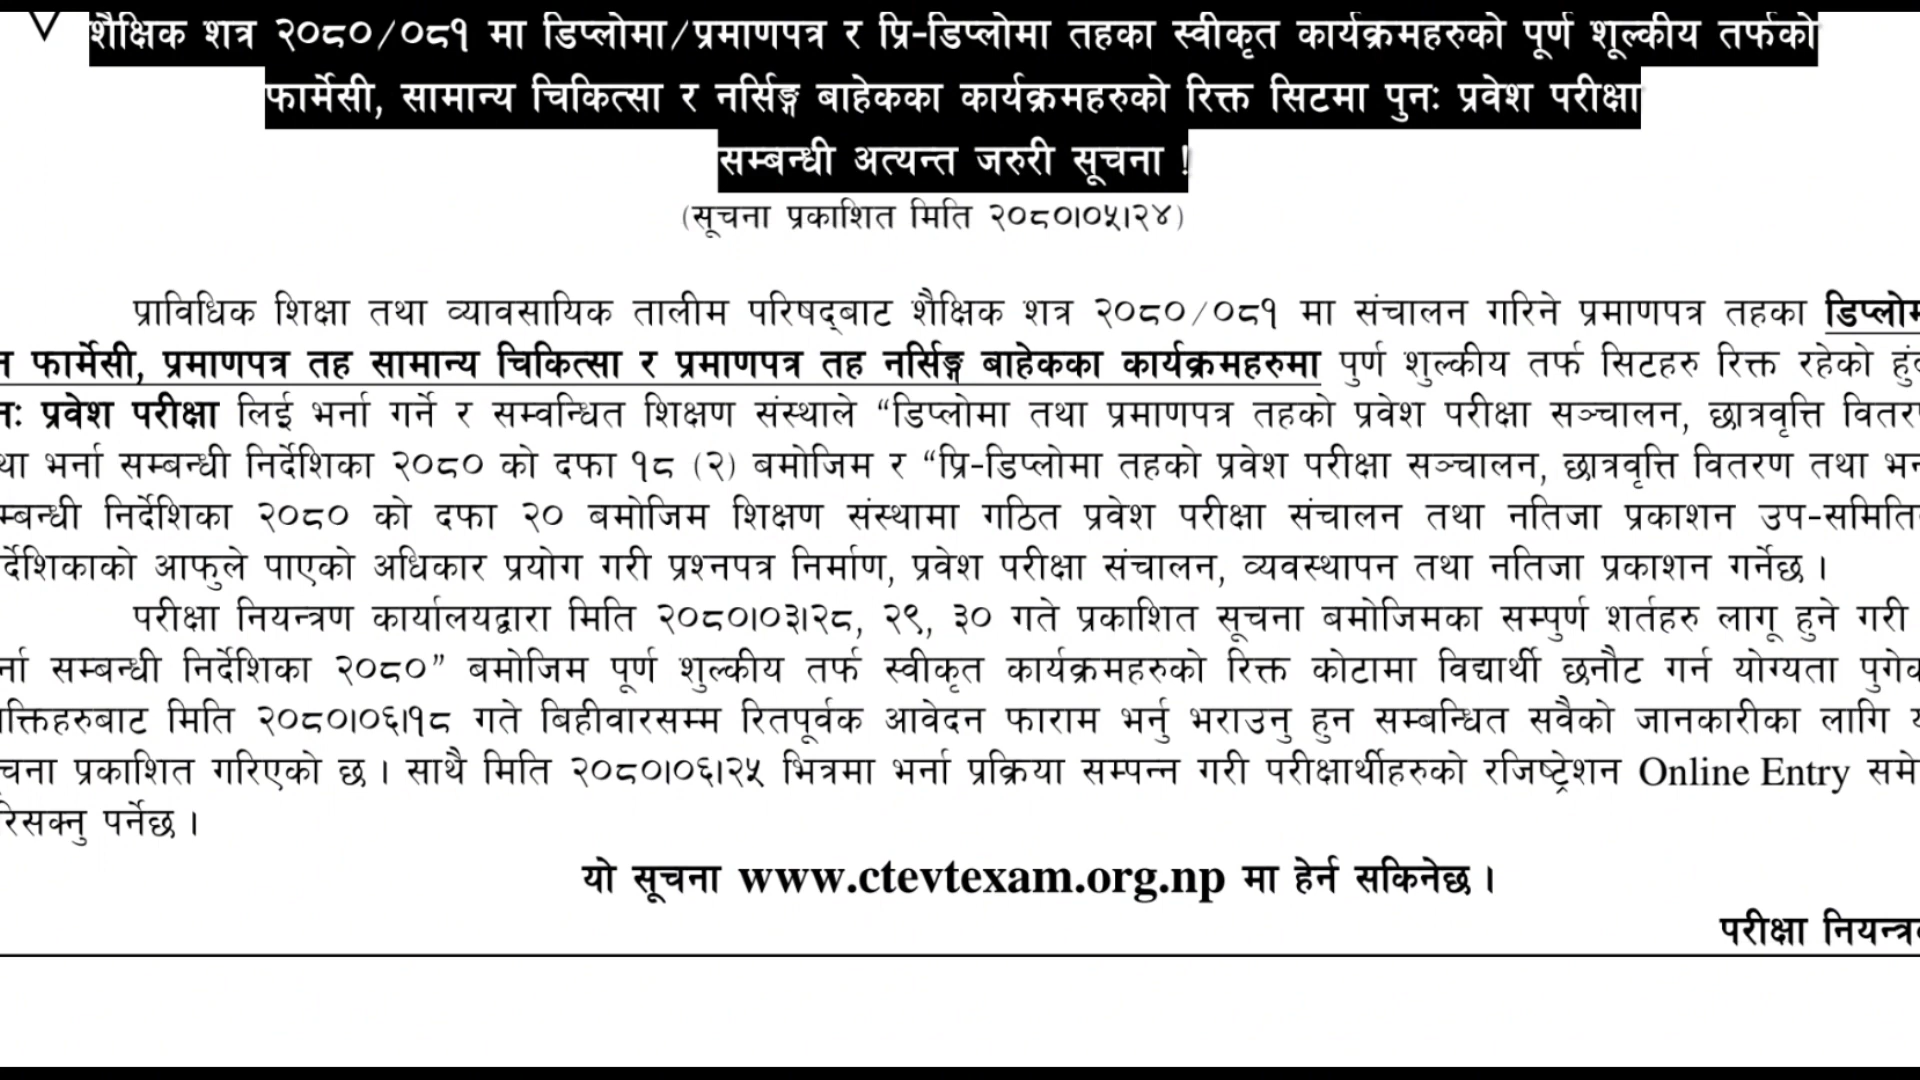 शैक्षिक शत्र २०८०/०८१ मा डिप्लोमा/प्रमाणपत्र र प्रि-डिप्लोमा तहका स्वीकृत कार्यक्रमहरुको पूर्ण शूल्कीय तर्फको
फार्मेसी, सामान्य चिकित्सा र नर्सिङ्ग बाहेकका कार्यक्रमहरुको रिक्त सिटमा पुनः प्रवेश परीक्षा
सम्बन्धी अत्यन्त जरुरी सूचना !
(सूचना प्रकाशित मिति २०८०।०५।२४)
प्राविधिक शिक्षा तथा व्यावसायिक तालीम परिषद्‌बाट शैक्षिक शत्र २०८०/०८१ मा संचालन गरिने प्रमाणपत्र तहका
फार्मेसी, प्रमाणपत्र तह सामान्य चिकित्सा र प्रमाणपत्र तह नर्सिङ्ग बाहेकका कार्यक्रमहरुमा पुर्ण शुल्कीय तर्फ सिटहरु रिक्त रहेको
प्रवेश परीक्षा लिई भर्ना गर्ने र सम्वन्धित शिक्षण संस्थाले “डिप्लोमा तथा प्रमाणपत्र तहको प्रवेश परीक्षा सञ्चालन, छात्रवृत्ति
भर्ना सम्बन्धी निर्देशिका २०८० को दफा १८ (२) बमोजिम र “प्रि-डिप्लोमा तहको प्रवेश परीक्षा सञ्चालन, छात्रवृत्ति वितरण तथा
निर्देशिका २०८० को दफा २० बमोजिम शिक्षण संस्थामा गठित प्रवेश परीक्षा संचालन तथा नतिजा प्रकाशन
आफुले पाएको अधिकार प्रयोग गरी प्रश्नपत्र निर्माण, प्रवेश परीक्षा संचालन, व्यवस्थापन तथा नतिजा प्रकाशन गर्नेछ ।
परीक्षा नियन्त्रण कार्यालयद्वारा मिति २०८०।०३।२८, २९, ३० गते प्रकाशित सूचना बमोजिमका सम्पुर्ण शर्तहरु लागू हुने गरी
सम्बन्धी निर्देशिका २०८०” बमोजिम पूर्ण शुल्कीय तर्फ स्वीकृत कार्यक्रमहरुको रिक्त कोटामा विद्यार्थी छनौट गर्न योग्यता
मिति २०८०।०६।१८ गते बिहीवारसम्म रितपूर्वक आवेदन फाराम भर्नु भराउनु हुन सम्बन्धित सवैको जानकारीका लागि
प्रकाशित गरिएको छ । साथै मिति २०८०।०६।२५ भित्रमा भर्ना प्रक्रिया सम्पन्न गरी परीक्षार्थीहरुको रजिष्ट्रेशन Online Entry
पर्नेछ ।
यो सूचना www.ctevtexam.org.np मा हेर्न सकिनेछ ।
परीक्षा